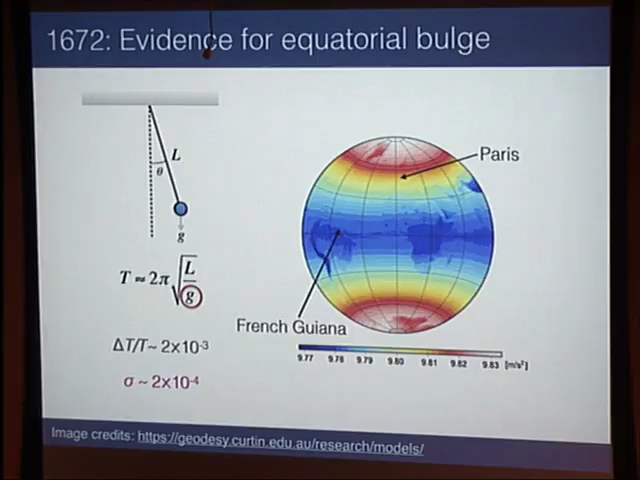 1672: Evidence for equatorial bulge
L
θ
g
T ≈ 2π √(L/g)
ΔT/T ~ 2x10⁻³
σ ~ 2x10⁻⁴
Paris
French Guiana
9.77 9.78 9.79 9.80 9.81 9.82 9.83 [m/s²]
Image credits: https://geodesy.curtin.edu.au/research/models/